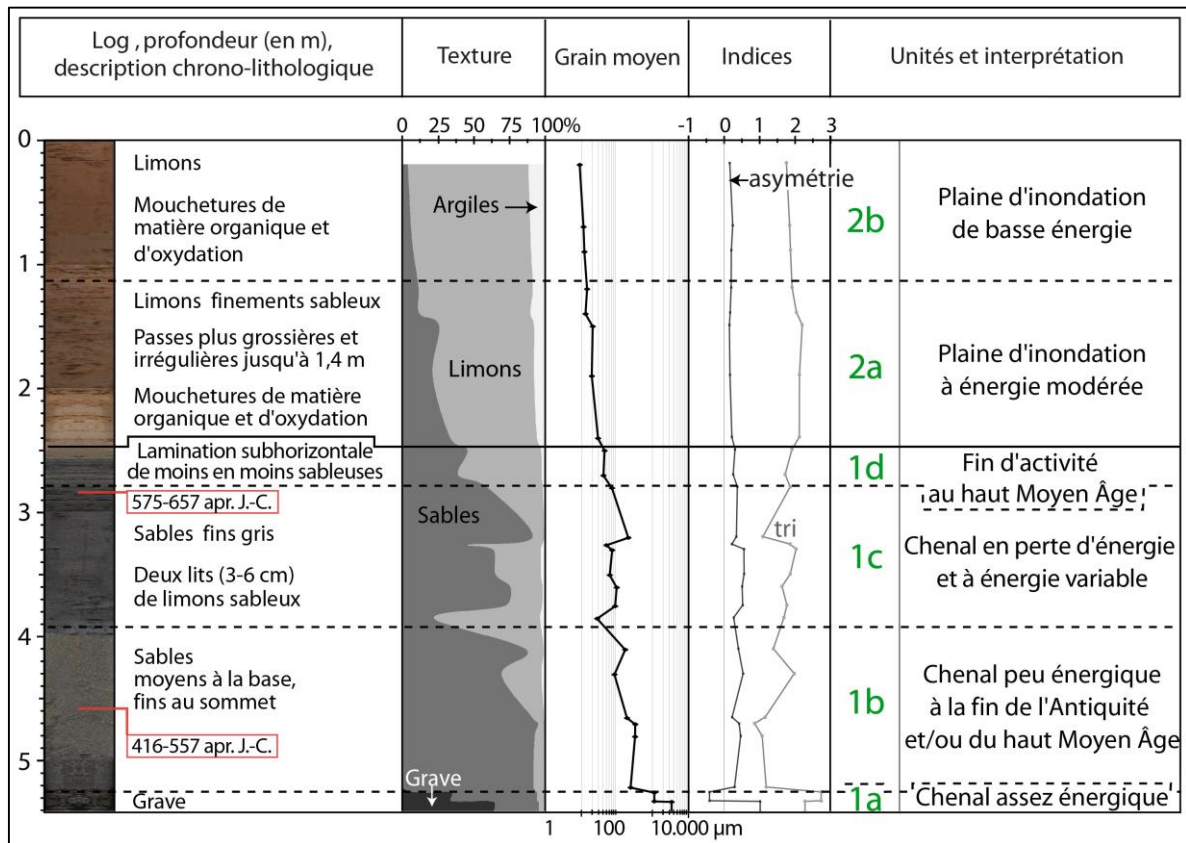 Log , profondeur (en m),
description chrono-lithologique
Texture
Grain moyen
Indices
Unités et interprétation
0 25 75 100%
-1 0 1 2 3
0
1
2
3
4
5
Limons
Mouchetures de
matière organique et
d'oxydation
Limons finements sableux
Passes plus grossières et
irrégulières jusqu'à 1,4 m
Mouchetures de matière
organique et d'oxydation
Lamination subhorizontale
de moins en moins sableuses
575-657 apr. J.-C.
Sables fins gris
Deux lits (3-6 cm)
de limons sableux
Sables
moyens à la base,
fins au sommet
416-557 apr. J.-C.
Grave
Argiles
Limons
Sables
Grave
1 100 10.000 µm
asymétrie
tri
2b
Plaine d'inondation
de basse énergie
2a
Plaine d'inondation
à énergie modérée
1d
Fin d'activité
au haut Moyen Âge
1c
Chenal en perte d'énergie
et à énergie variable
1b
Chenal peu énergique
à la fin de l'Antiquité
et/ou du haut Moyen Âge
1a
Chenal assez énergique